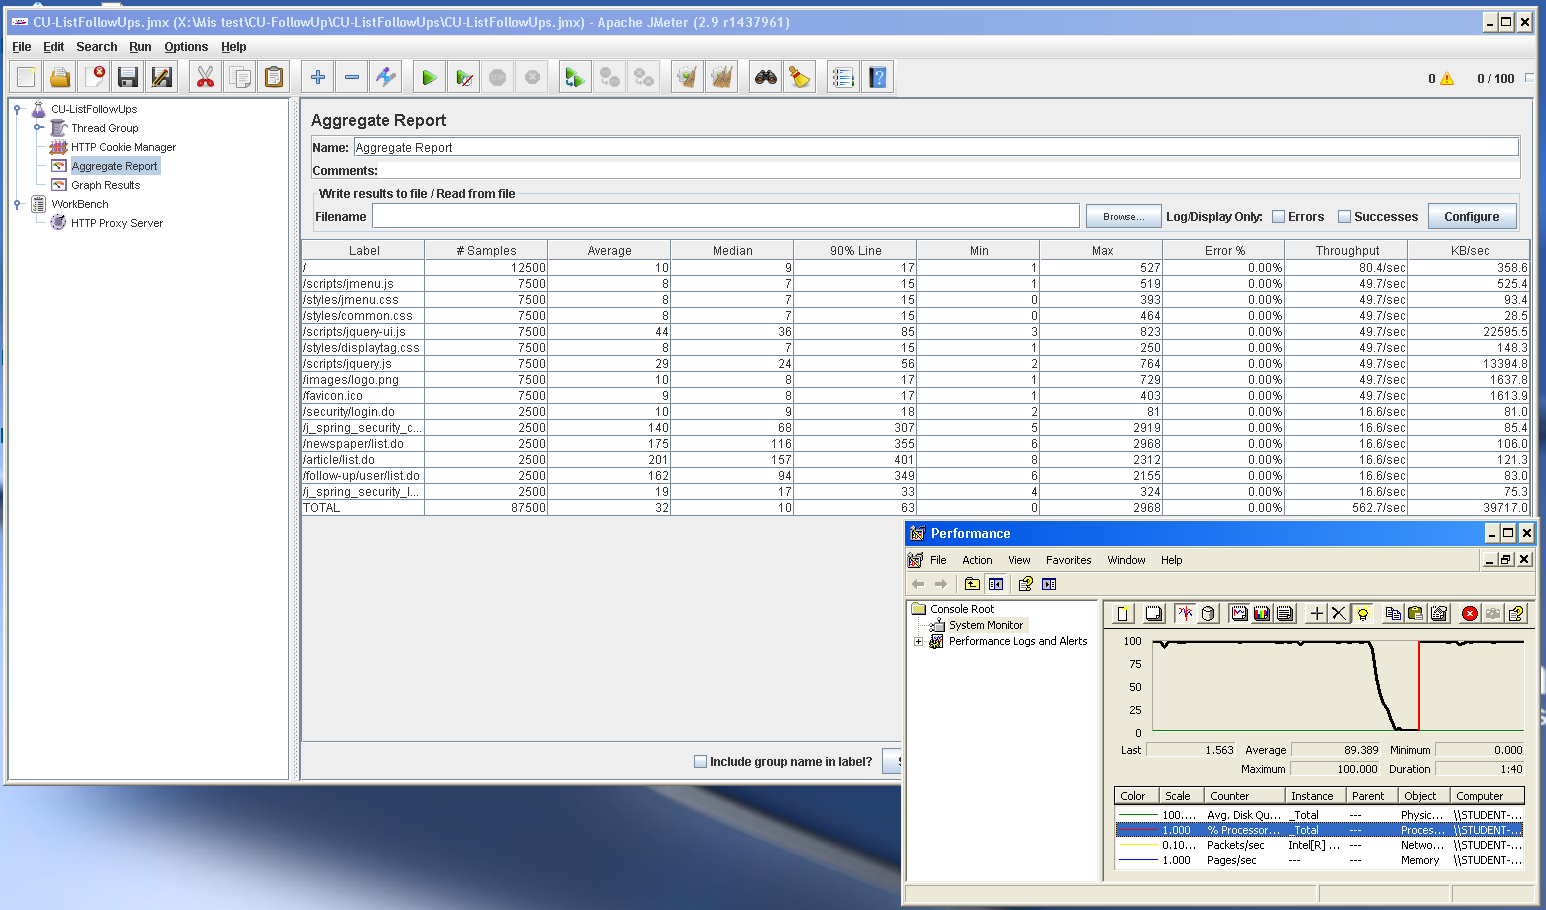 CU-ListFollowUps.jmx (X:\Mis test\CU-FollowUp\CU-ListFollowUps\CU-ListFollowUps.jmx) - Apache JMeter (2.9 r1437961)
File Edit Search Run Options Help
0 0 / 100
CU-ListFollowUps
Thread Group
HTTP Cookie Manager
Aggregate Report
Graph Results
WorkBench
HTTP Proxy Server
Aggregate Report
Name: Aggregate Report
Comments:
Write results to file / Read from file
Filename Browse... Log/Display Only: Errors Successes Configure
Label # Samples Average Median 90% Line Min Max Error % Throughput KB/sec
/ 12500 10 9 17 1 527 0.00% 80.4/sec 358.6
/scripts/jmenu.js 7500 8 7 15 1 519 0.00% 49.7/sec 525.4
/styles/jmenu.css 7500 8 7 15 0 393 0.00% 49.7/sec 93.4
/styles/common.css 7500 8 7 15 0 464 0.00% 49.7/sec 28.5
/scripts/jquery-ui.js 7500 44 36 85 3 823 0.00% 49.7/sec 22595.5
/styles/displaytag.css 7500 8 7 15 1 250 0.00% 49.7/sec 148.3
/scripts/jquery.js 7500 29 24 56 2 764 0.00% 49.7/sec 13394.8
/images/logo.png 7500 10 8 17 1 729 0.00% 49.7/sec 1637.8
/favicon.ico 7500 9 8 17 1 403 0.00% 49.7/sec 1613.9
/security/login.do 2500 10 9 18 2 81 0.00% 16.6/sec 81.0
/j_spring_security_c... 2500 140 68 307 5 2919 0.00% 16.6/sec 85.4
/newspaper/list.do 2500 175 116 355 6 2968 0.00% 16.6/sec 106.0
/article/list.do 2500 201 157 401 8 2312 0.00% 16.6/sec 121.3
/follow-up/user/list.do 2500 162 94 349 6 2155 0.00% 16.6/sec 83.0
/j_spring_security_l... 2500 19 17 33 4 324 0.00% 16.6/sec 75.3
TOTAL 87500 32 10 63 0 2968 0.00% 562.7/sec 39717.0
Include group name in label?
Performance
File Action View Favorites Window Help
Console Root
System Monitor
Performance Logs and Alerts
100
75
50
25
0
Last 1.563 Average 89.389 Minimum 0.000
Maximum 100.000 Duration 1:40
Color Scale Counter Instance Parent Object Computer
100.... Avg. Disk Qu... _Total --- Physic... \\STUDENT-...
1.000 % Processor... _Total --- Proces... \\STUDENT-...
0.10... Packets/sec Intel[R] ... --- Netwo... \\STUDENT-...
1.000 Pages/sec --- --- Memory \\STUDENT-...